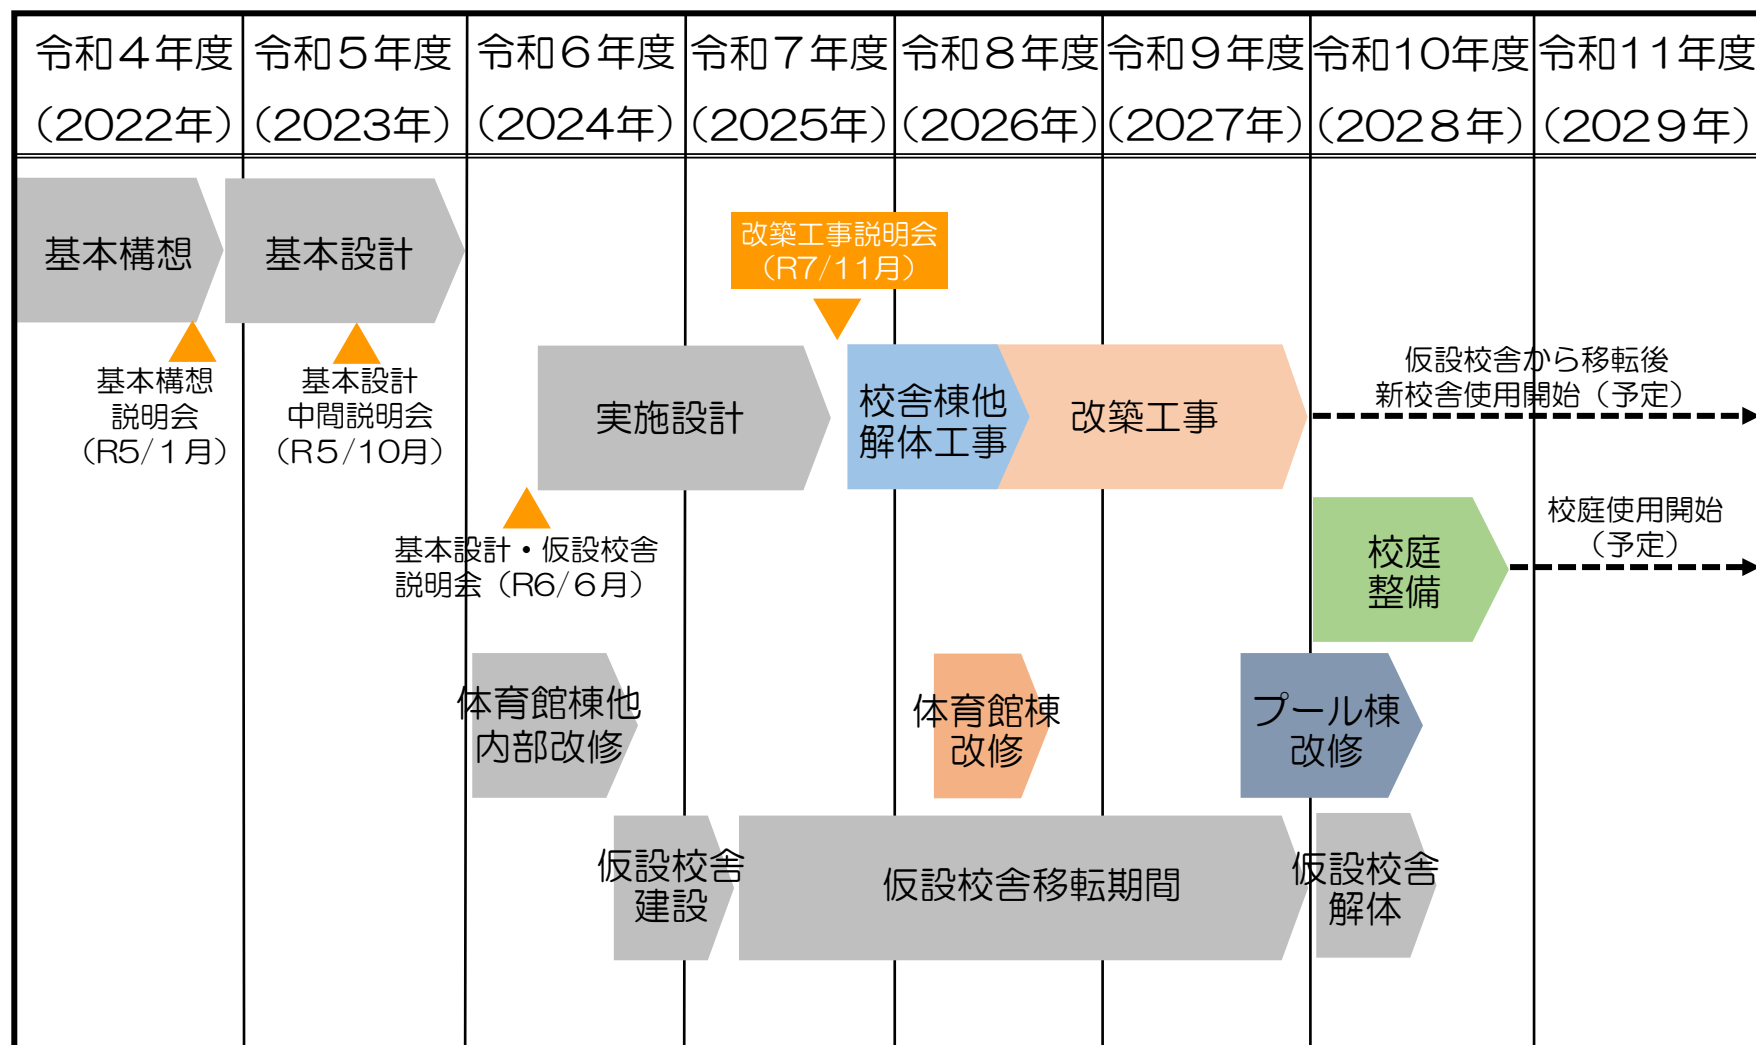 令和４年度
（2022年）
令和５年度
（2023年）
令和６年度
（2024年）
令和７年度
（2025年）
令和８年度
（2026年）
令和９年度
（2027年）
令和10年度
（2028年）
令和11年度
（2029年）
基本構想
基本設計
改築工事説明会
（R7/11月）
基本構想
説明会
（R5/１月）
基本設計
中間説明会
（R５/10月）
実施設計
校舎棟他
解体工事
改築工事
仮設校舎から移転後
新校舎使用開始（予定）
基本設計・仮設校舎
説明会（R6/６月）
校庭
整備
校庭使用開始
（予定）
体育館棟他
内部改修
体育館棟
改修
プール棟
改修
仮設校舎
建設
仮設校舎移転期間
仮設校舎
解体